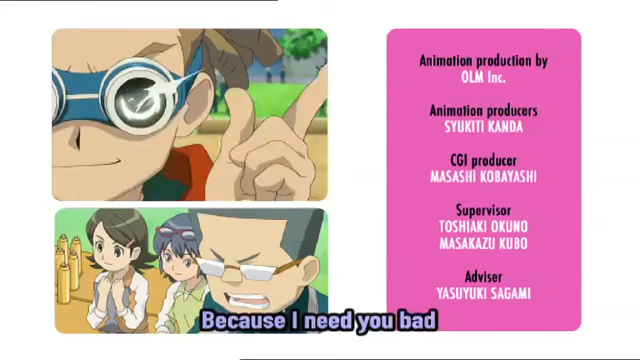 Animation production by
OLM Inc.
Animation producers
SYUKITI KANDA
CGI producer
MASASHI KOBAYASHI
Supervisor
TOSHIAKI OKUNO
MASAKAZU KUBO
Adviser
YASUYUKI SAGAMI
Because I need you bad